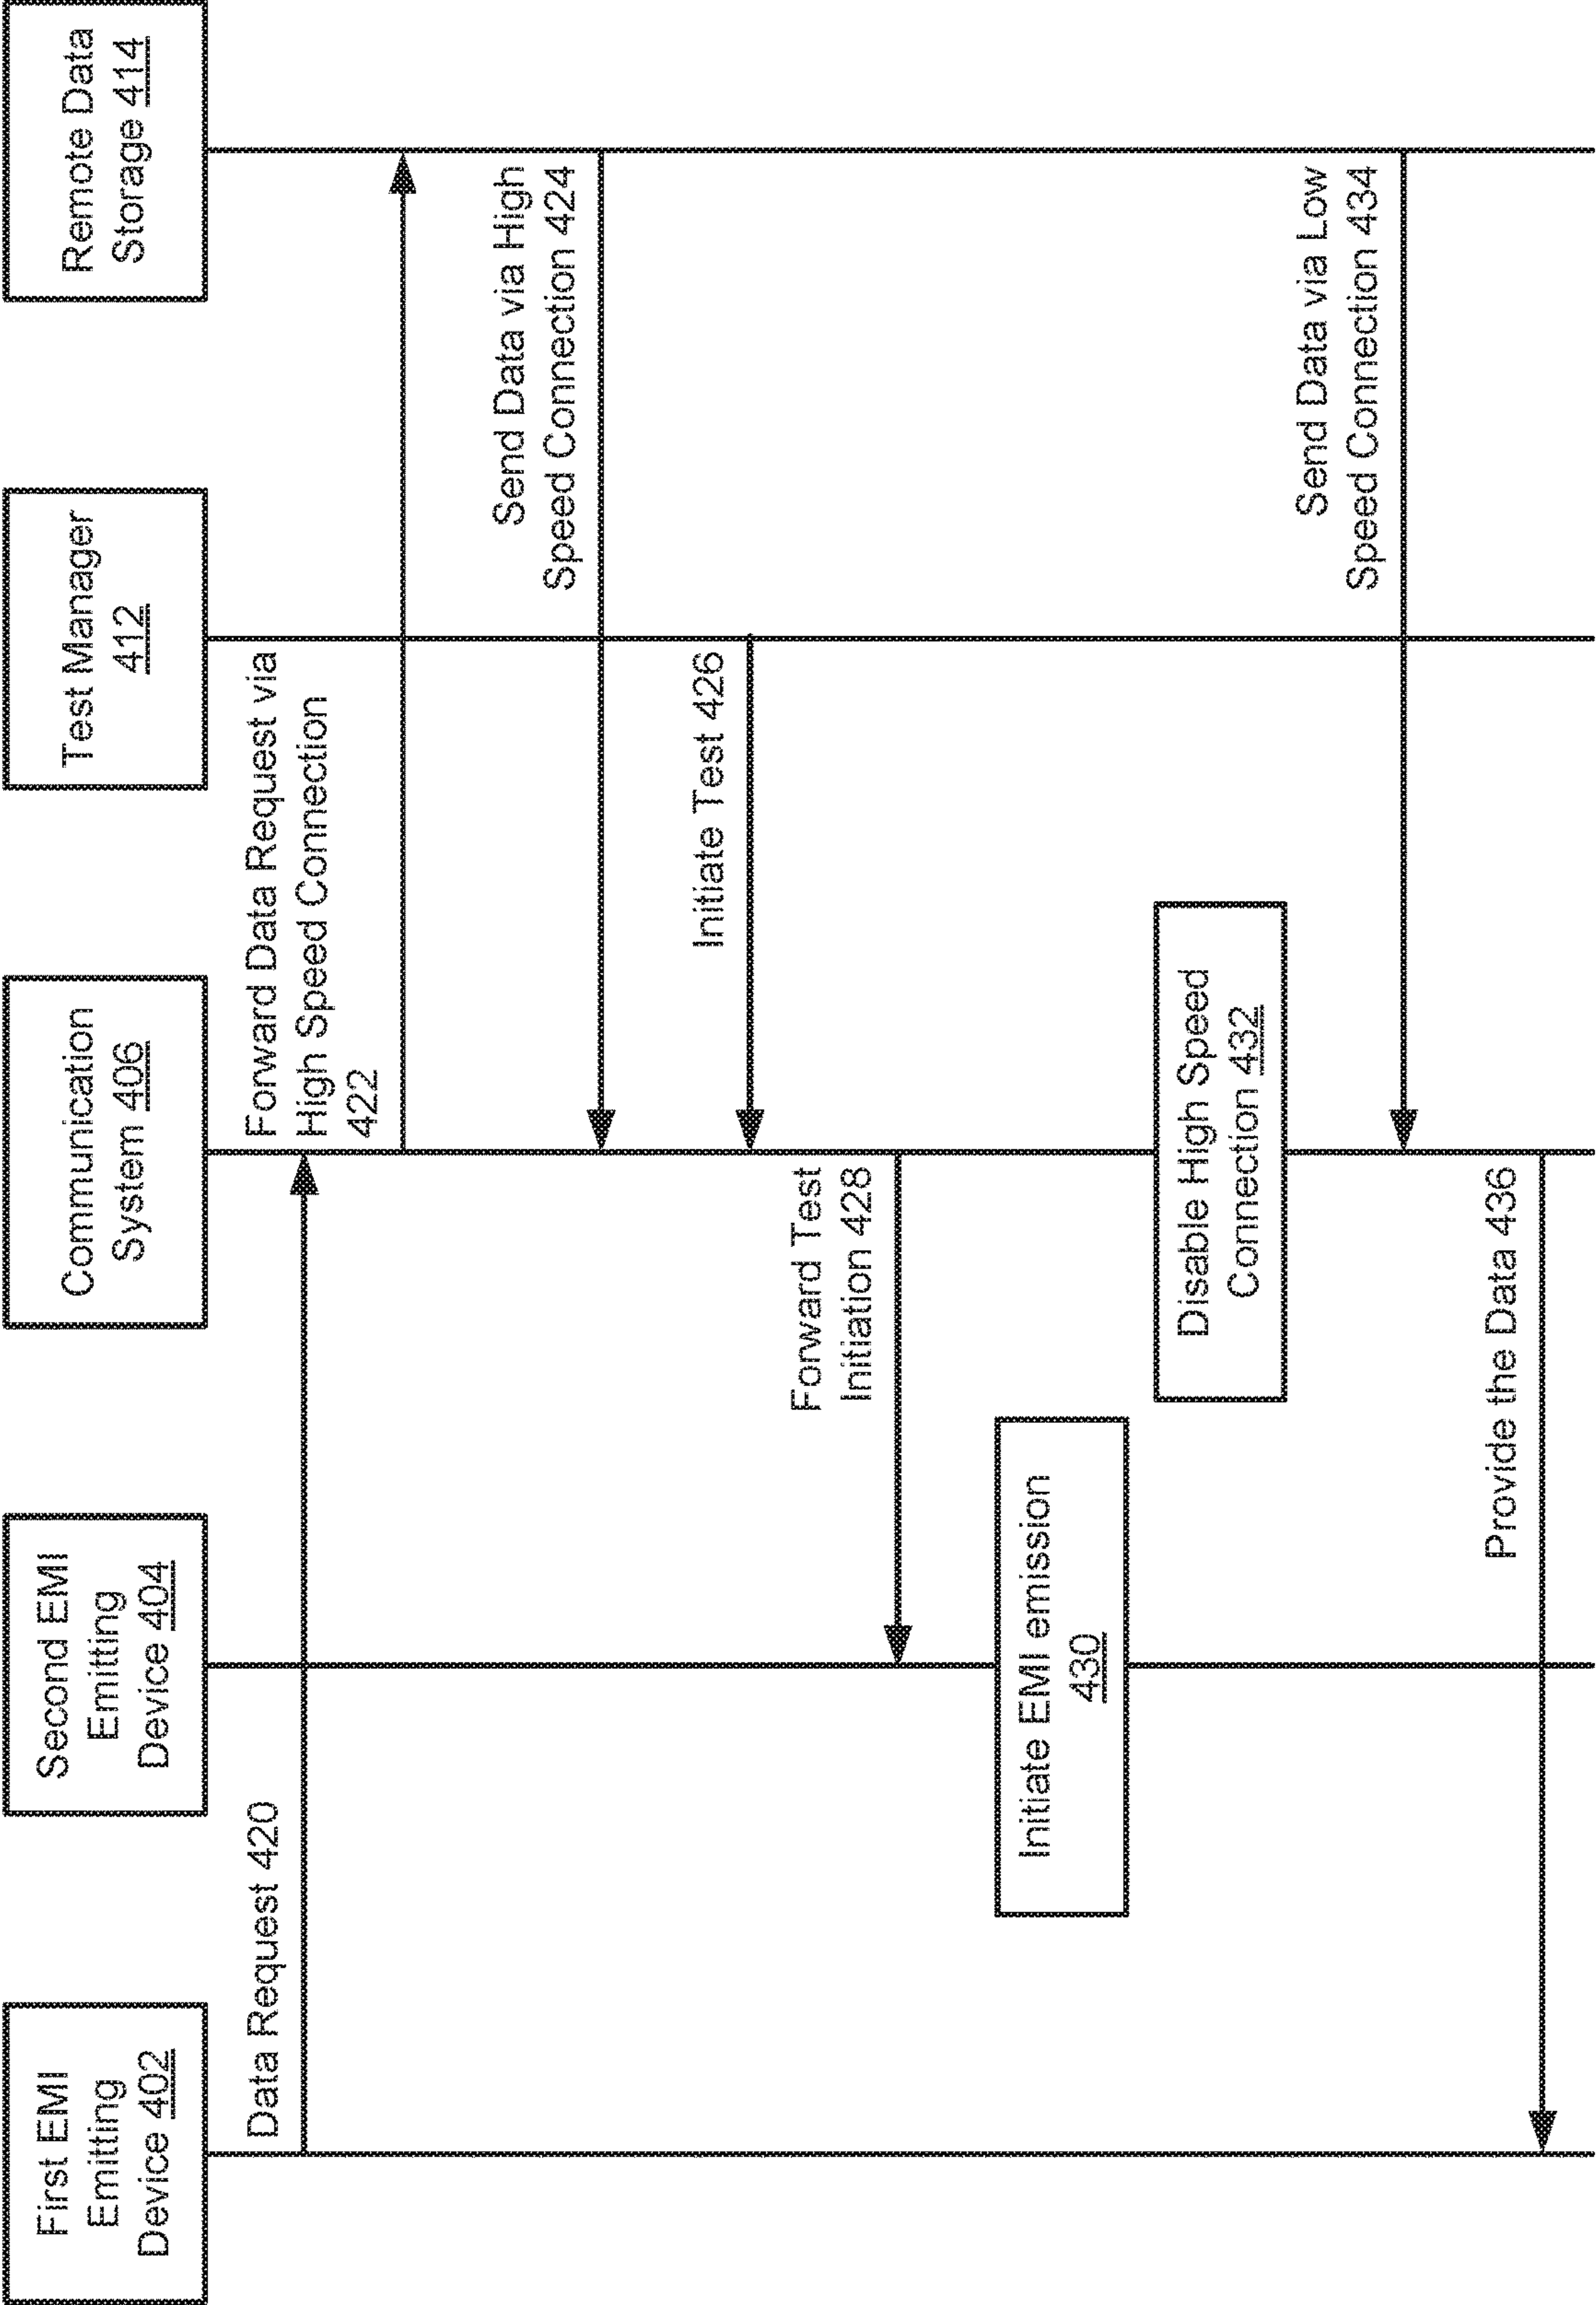 First EMI
Emitting
Device 402
Second EMI
Emitting
Device 404
Communication
System 406
Test Manager
412
Remote Data
Storage 414
Data Request 420
Forward Data Request via
High Speed Connection
422
Send Data via High
Speed Connection 424
Initiate Test 426
Forward Test
Initiation 428
Initiate EMI emission
430
Disable High Speed
Connection 432
Send Data via Low
Speed Connection 434
Provide the Data 436